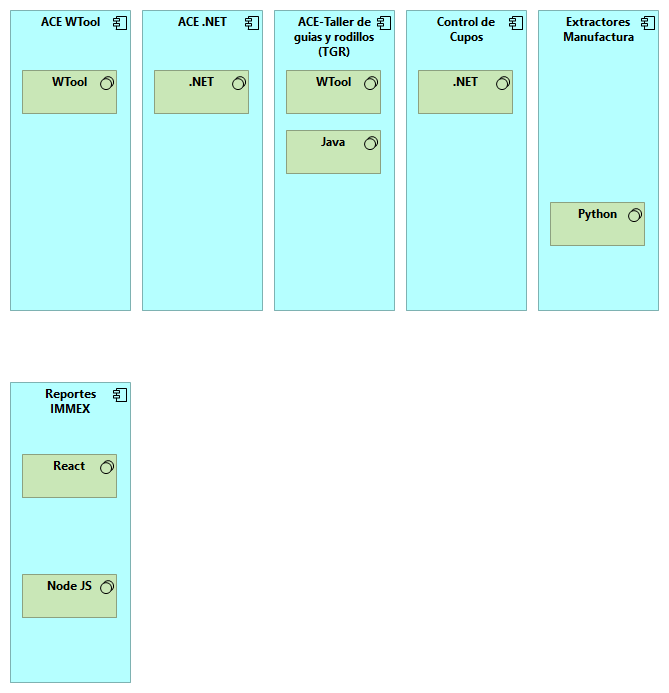 ACE WTool
WTool
ACE .NET
.NET
ACE-Taller de
guias y rodillos
(TGR)
WTool
Java
Control de
Cupos
.NET
Extractores
Manufactura
Python
Reportes
IMMEX
React
Node JS